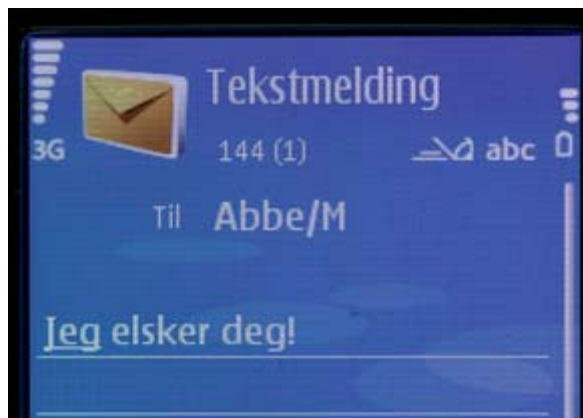 Tekstmelding
3G 144 (1) abc
Til Abbe/M
Jeg elsker deg!